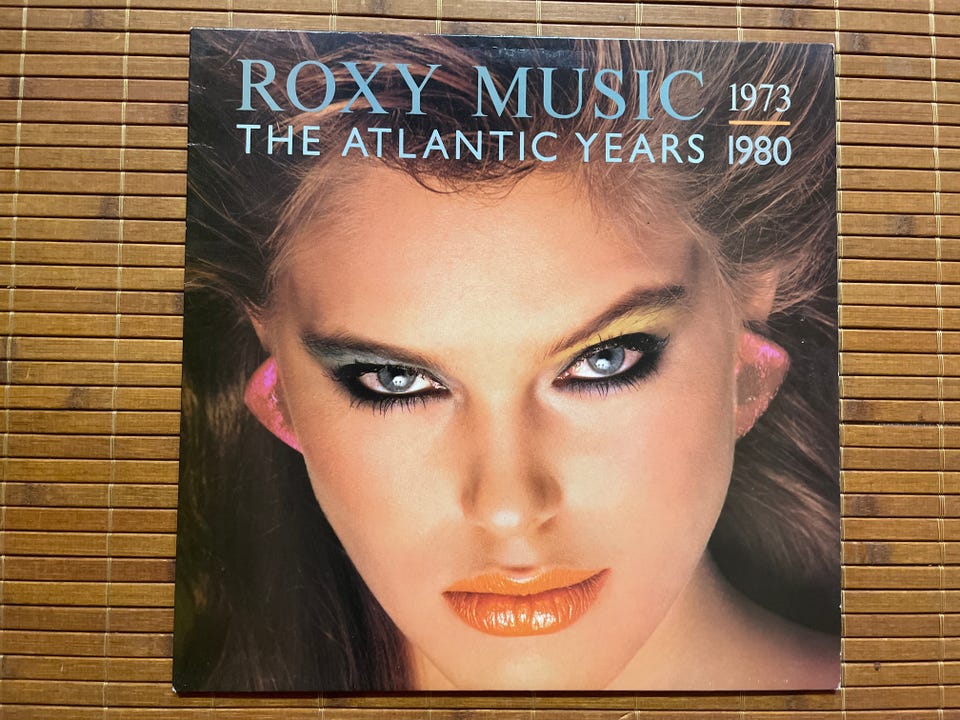 ROXY MUSIC 1973
THE ATLANTIC YEARS 1980